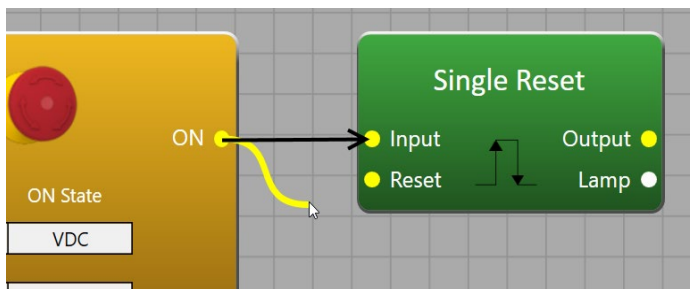 Single Reset
ON
Input
Output
Reset
Lamp
ON State
VDC